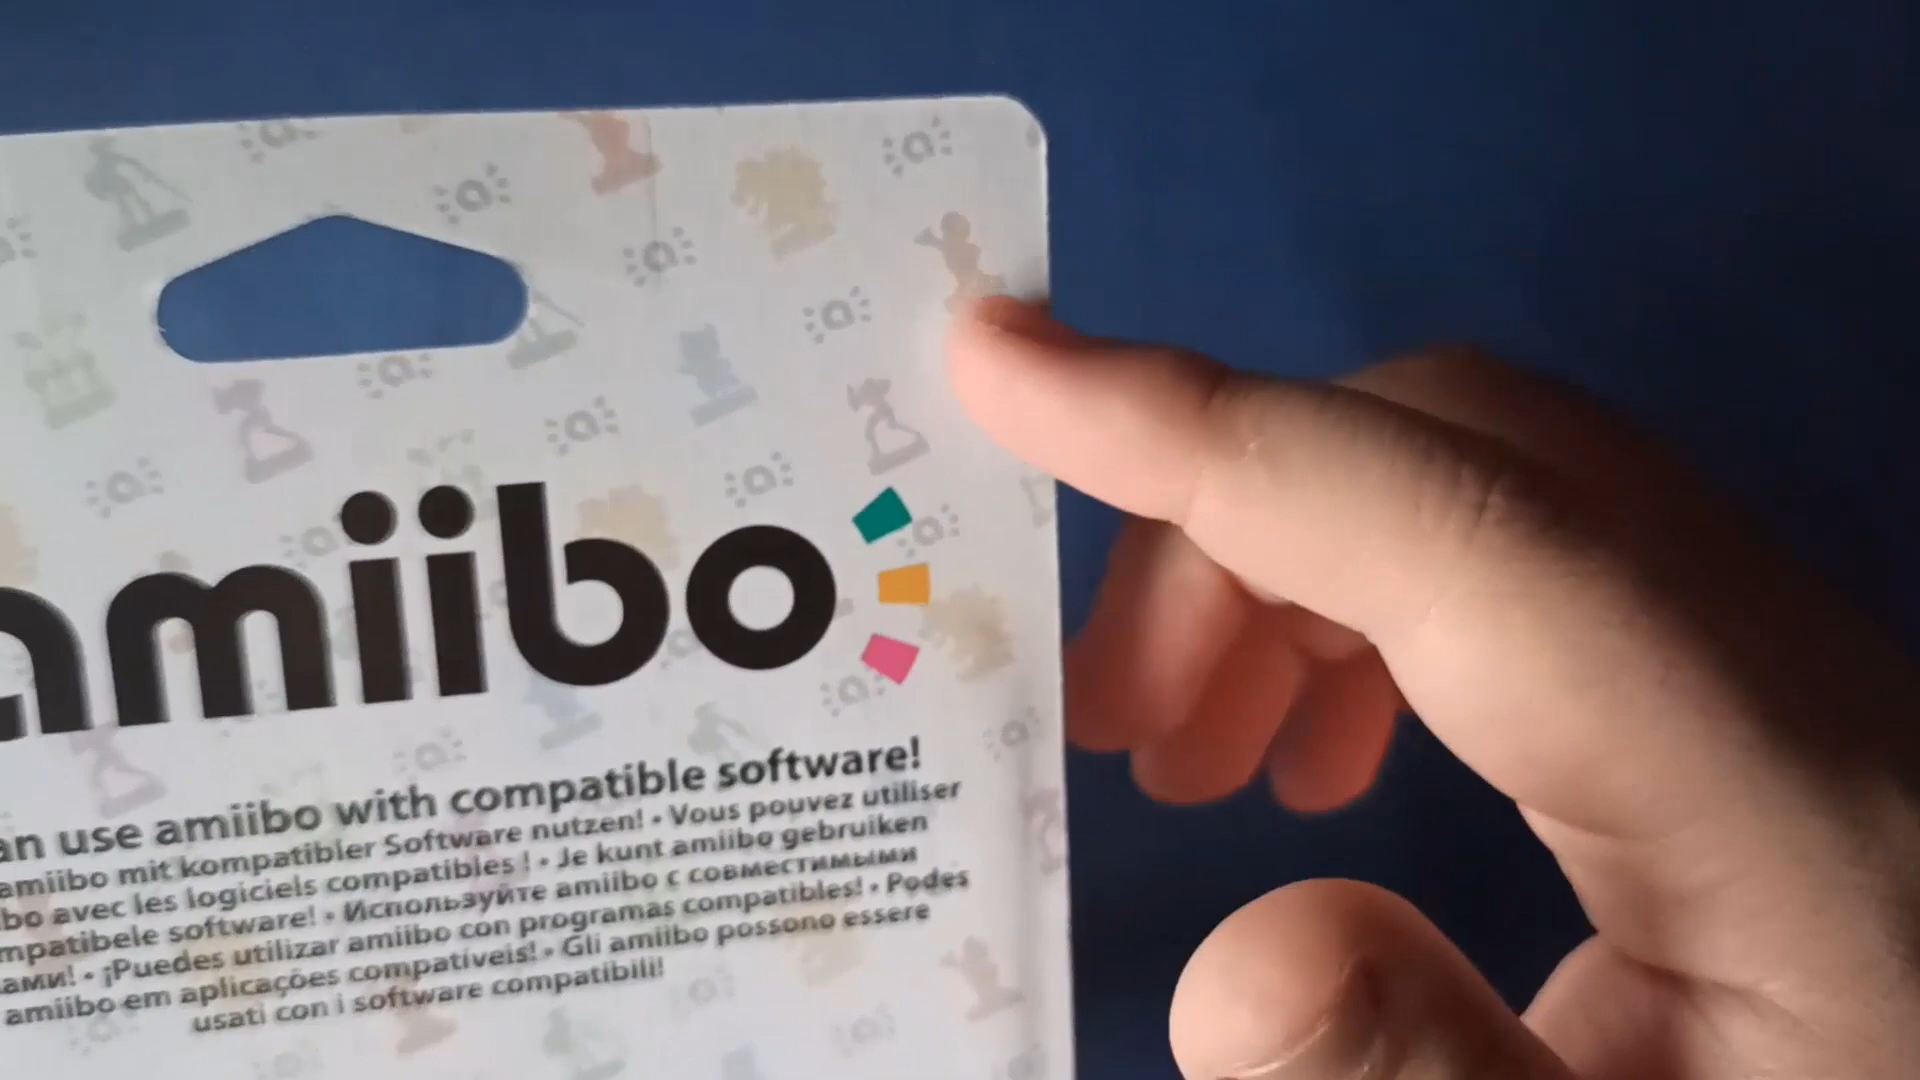 amiibo
an use amiibo with compatible software!
amiibo mit kompatibler Software nutzen! • Vous pouvez utiliser
ibo avec les logiciels compatibles ! • Je kunt amiibo gebruiken
mpatibele software! • Используйте amiibo с совместимыми
ами! • ¡Puedes utilizar amiibo con programas compatibles! • Podes
amiibo em aplicações compatíveis! • Gli amiibo possono essere
usati con i software compatibili!